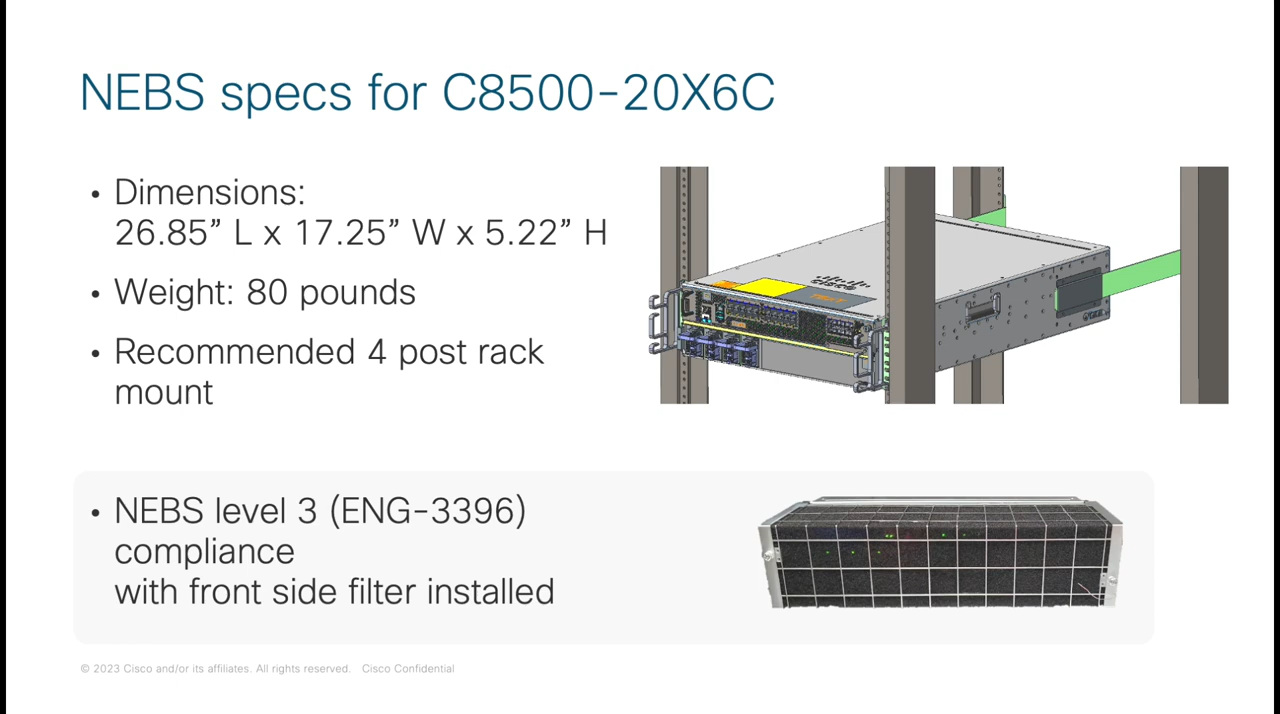 NEBS specs for C8500-20X6C
• Dimensions:
26.85” L x 17.25” W x 5.22” H
• Weight: 80 pounds
• Recommended 4 post rack
mount
cisco
• NEBS level 3 (ENG-3396)
compliance
with front side filter installed
© 2023 Cisco and/or its affiliates. All rights reserved. Cisco Confidential